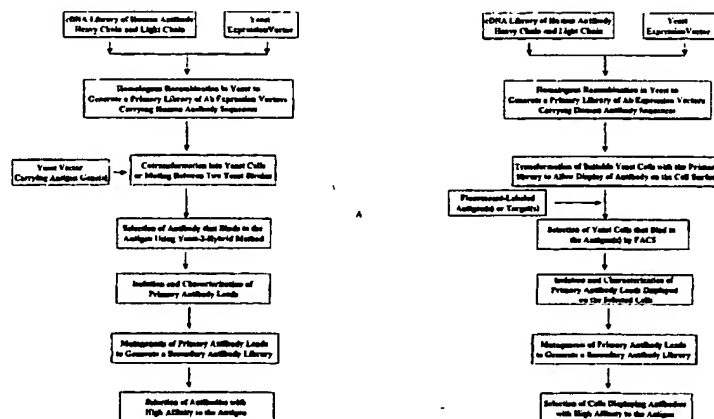 cDNA Library of Human Antibody
Heavy Chain and Light Chain
Yeast
Expression Vector
Homologous Recombination in Yeast to
Generate a Primary Library of Ab Expression Vectors
Carrying Human Antibody Sequences
Yeast Vector
Carrying Antigen Gene(s)
Cotransformation into Yeast Cells
or Mating Between Two Yeast Strains
Selection of Antibody that Binds to the
Antigen Using Yeast-2-Hybrid Method
Isolation and Characterization of
Primary Antibody Leads
Mutagenesis of Primary Antibody Leads
to Generate a Secondary Antibody Library
Selection of Antibodies with
High Affinity to the Antigen
A
cDNA Library of Human Antibody
Heavy Chain and Light Chain
Yeast
Expression Vector
Homologous Recombination in Yeast to
Generate a Primary Library of Ab Expression Vectors
Carrying Human Antibody Sequences
Transformation of Suitable Yeast Cells with the Primary
library to Allow Display of Antibody on the Cell Surface
Fluorescent-Labeled
Antigen(s) or Target(s)
Selection of Yeast Cells that Bind to
the Antigen(s) by FACS
Isolation and Characterization of
Primary Antibody Leads Displayed
on the Selected Cells
Mutagenesis of Primary Antibody Leads
to Generate a Secondary Antibody Library
Selection of Cells Displaying Antibodies
with High Affinity to the Antigen